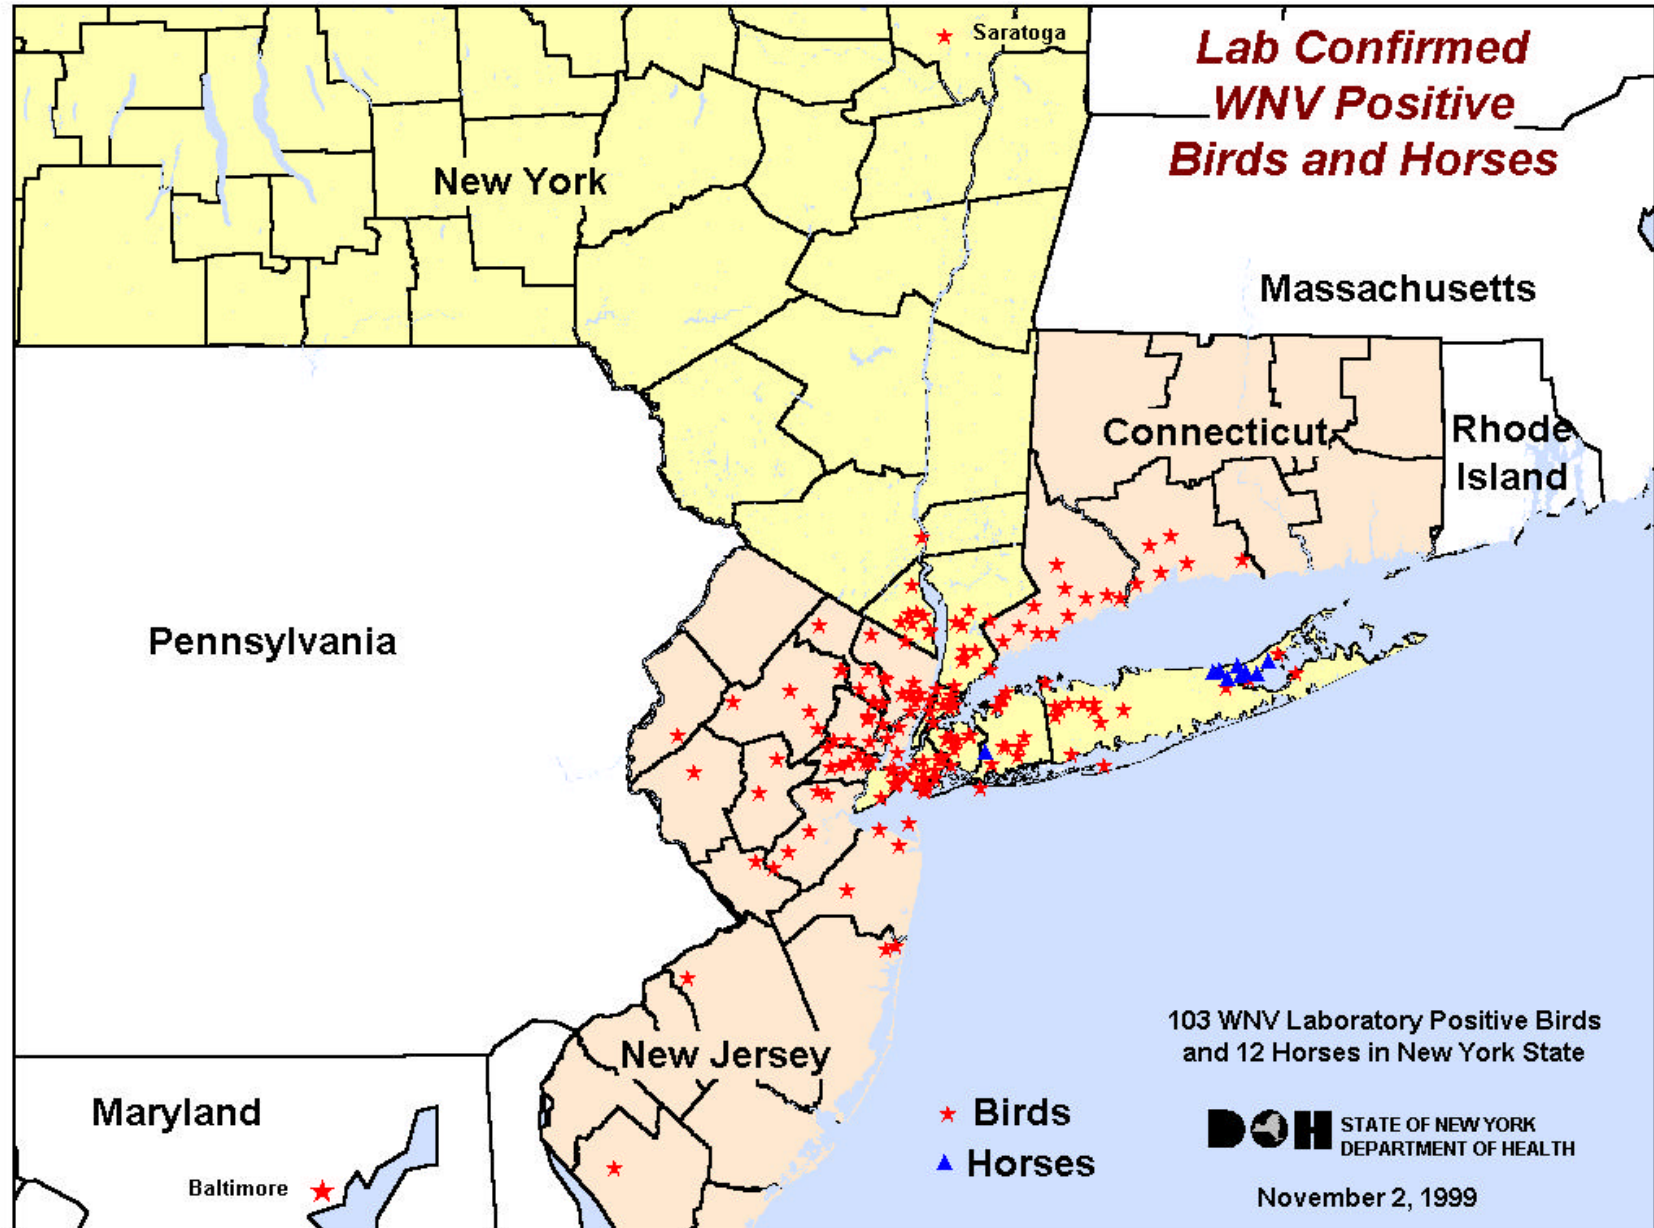 Saratoga
Lab Confirmed
WNV Positive
Birds and Horses
New York
Massachusetts
Connecticut
Rhode
Island
Pennsylvania
New Jersey
103 WNV Laboratory Positive Birds
and 12 Horses in New York State
Maryland
Birds
Horses
DOH
STATE OF NEW YORK
DEPARTMENT OF HEALTH
Baltimore
November 2, 1999